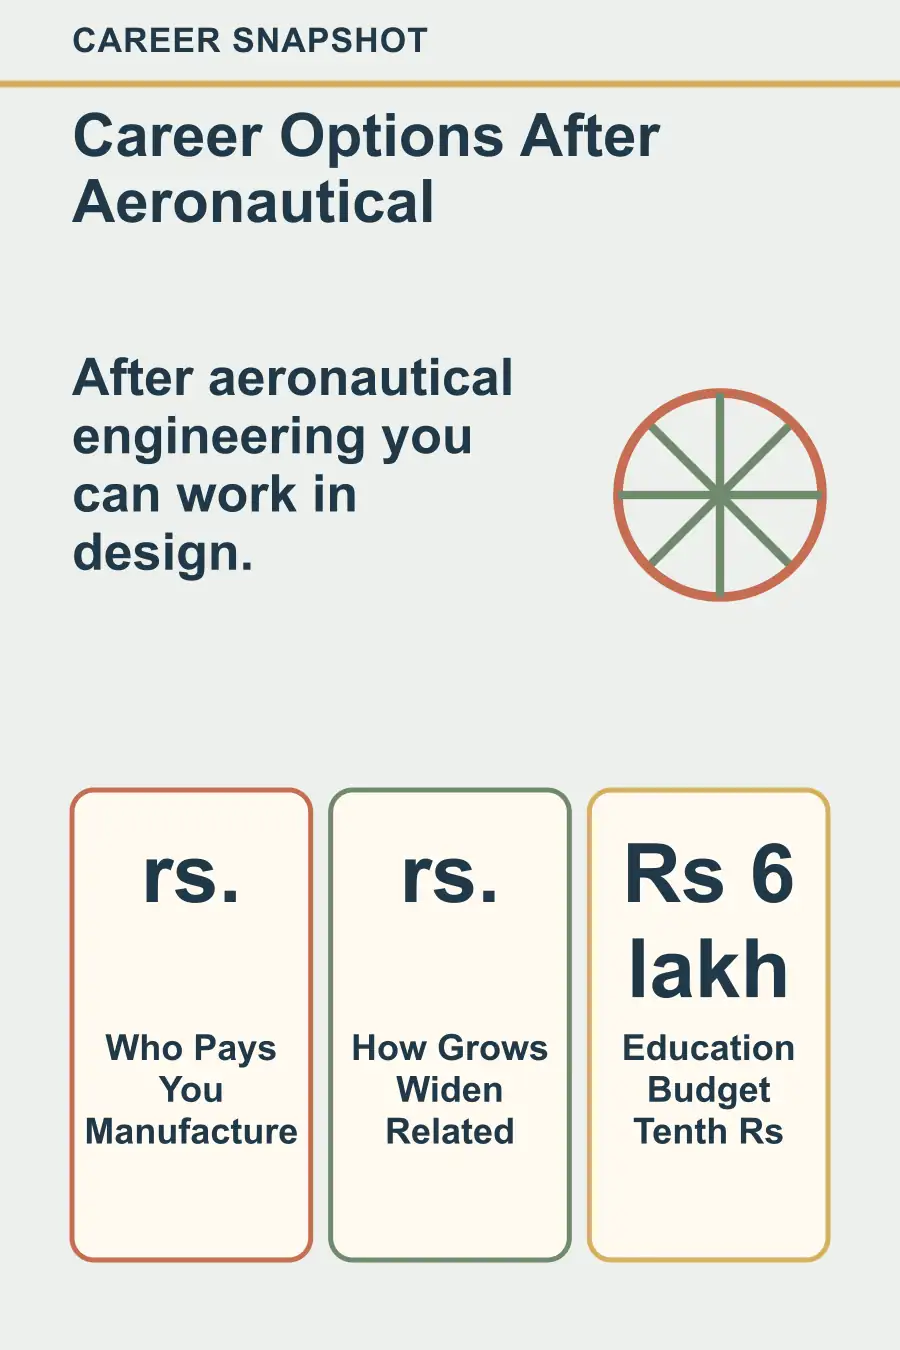 CAREER SNAPSHOT
Career Options After
Aeronautical
After aeronautical
engineering you
can work in
design.
rs.
Who Pays
You
Manufacture
rs.
How Grows
Widen
Related
Rs 6
lakh
Education
Budget
Tenth Rs